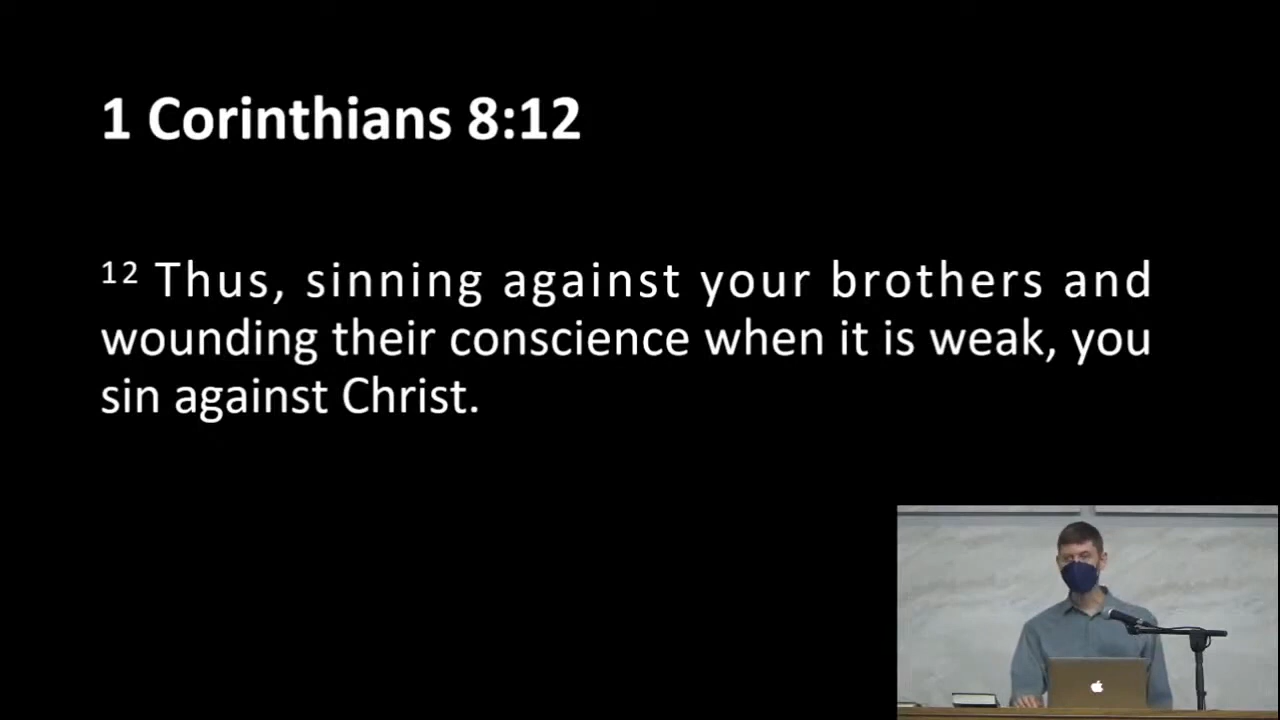 1 Corinthians 8:12
12 Thus, sinning against your brothers and
wounding their conscience when it is weak, you
sin against Christ.